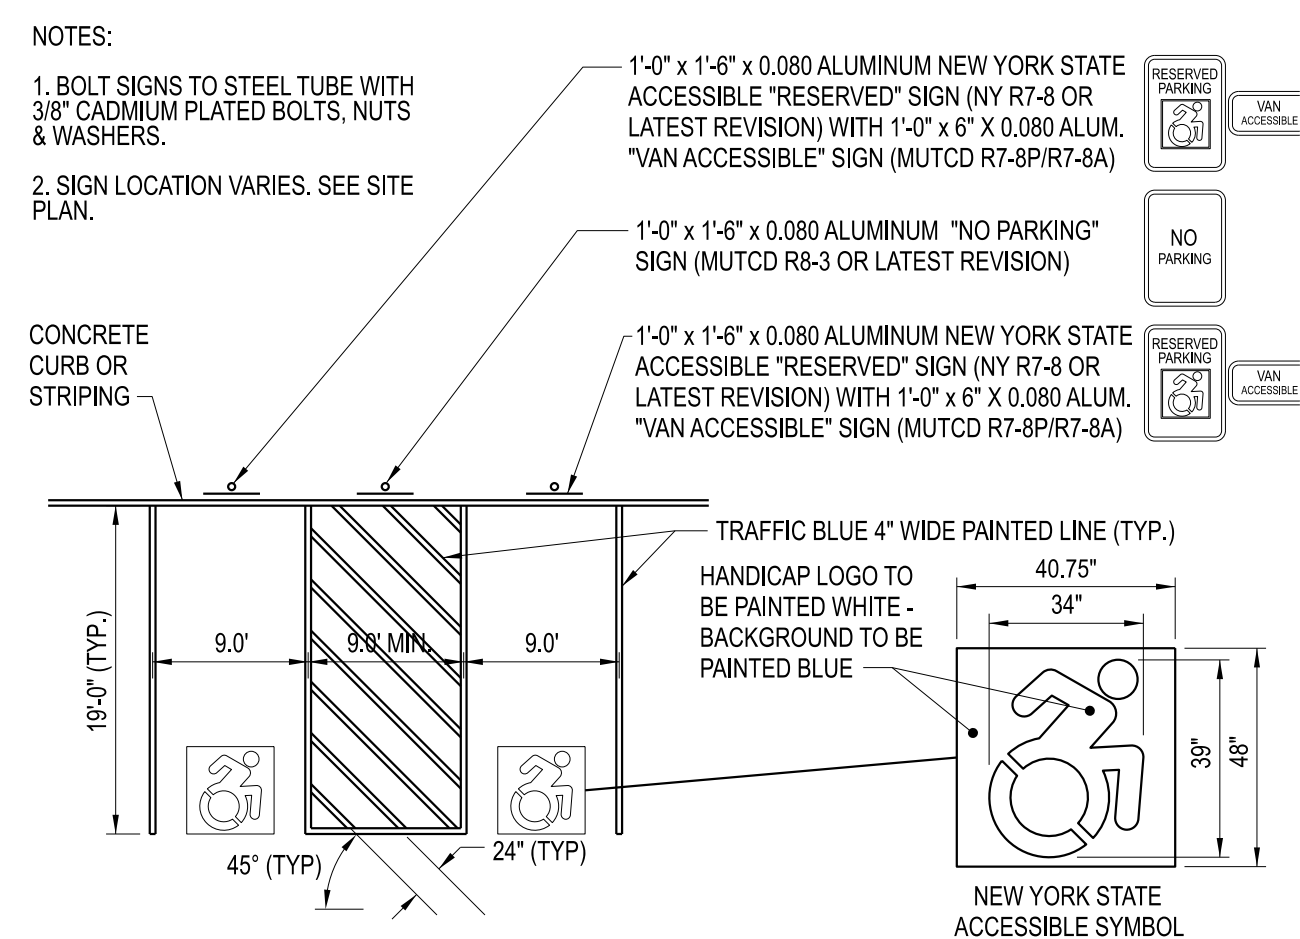 NOTES:
1. BOLT SIGNS TO STEEL TUBE WITH
3/8" CADMIUM PLATED BOLTS, NUTS
& WASHERS.
2. SIGN LOCATION VARIES. SEE SITE
PLAN.
1'-0" x 1'-6" x 0.080 ALUMINUM NEW YORK STATE
ACCESSIBLE "RESERVED" SIGN (NY R7-8 OR
LATEST REVISION) WITH 1'-0" x 6" X 0.080 ALUM.
"VAN ACCESSIBLE" SIGN (MUTCD R7-8P/R7-8A)
RESERVED
PARKING
VAN
ACCESSIBLE
1'-0" x 1'-6" x 0.080 ALUMINUM "NO PARKING"
SIGN (MUTCD R8-3 OR LATEST REVISION)
NO
PARKING
CONCRETE
CURB OR
STRIPING
1'-0" x 1'-6" x 0.080 ALUMINUM NEW YORK STATE
ACCESSIBLE "RESERVED" SIGN (NY R7-8 OR
LATEST REVISION) WITH 1'-0" x 6" X 0.080 ALUM.
"VAN ACCESSIBLE" SIGN (MUTCD R7-8P/R7-8A)
RESERVED
PARKING
VAN
ACCESSIBLE
TRAFFIC BLUE 4" WIDE PAINTED LINE (TYP.)
HANDICAP LOGO TO
BE PAINTED WHITE -
BACKGROUND TO BE
PAINTED BLUE
19'-0" (TYP.)
9.0'
9.0' MIN.
9.0'
45° (TYP)
24" (TYP)
40.75"
34"
39"
48"
NEW YORK STATE
ACCESSIBLE SYMBOL